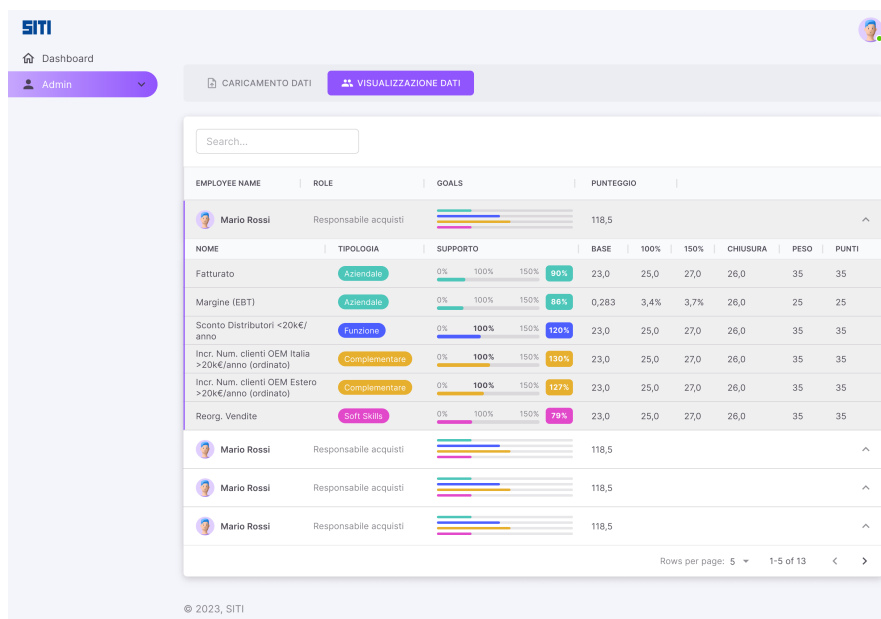 SITI
Dashboard
Admin
CARICAMENTO DATI VISUALIZZAZIONE DATI
Search...
EMPLOYEE NAME ROLE GOALS PUNTEGGIO
Mario Rossi Responsabile acquisti 118,5
NOME TIPOLOGIA SUPPORTO BASE 100% 150% CHIUSURA PESO PUNTI
Fatturato Aziendale 0% 100% 150% 90% 23,0 25,0 27,0 26,0 35 35
Margine (EBT) Aziendale 0% 100% 150% 86% 0,283 3,4% 3,7% 26,0 25 25
Sconto Distributori <20k€/
anno Funzione 0% 100% 150% 120% 23,0 25,0 27,0 26,0 35 35
Incr. Num. clienti OEM Italia
>20k€/anno (ordinato) Complementare 0% 100% 150% 130% 23,0 25,0 27,0 26,0 35 35
Incr. Num. clienti OEM Estero
>20k€/anno (ordinato) Complementare 0% 100% 150% 127% 23,0 25,0 27,0 26,0 35 35
Reorg. Vendite Soft Skills 0% 100% 150% 79% 23,0 25,0 27,0 26,0 35 35
Mario Rossi Responsabile acquisti 118,5
Mario Rossi Responsabile acquisti 118,5
Mario Rossi Responsabile acquisti 118,5
Rows per page: 5 1-5 of 13
© 2023, SITI